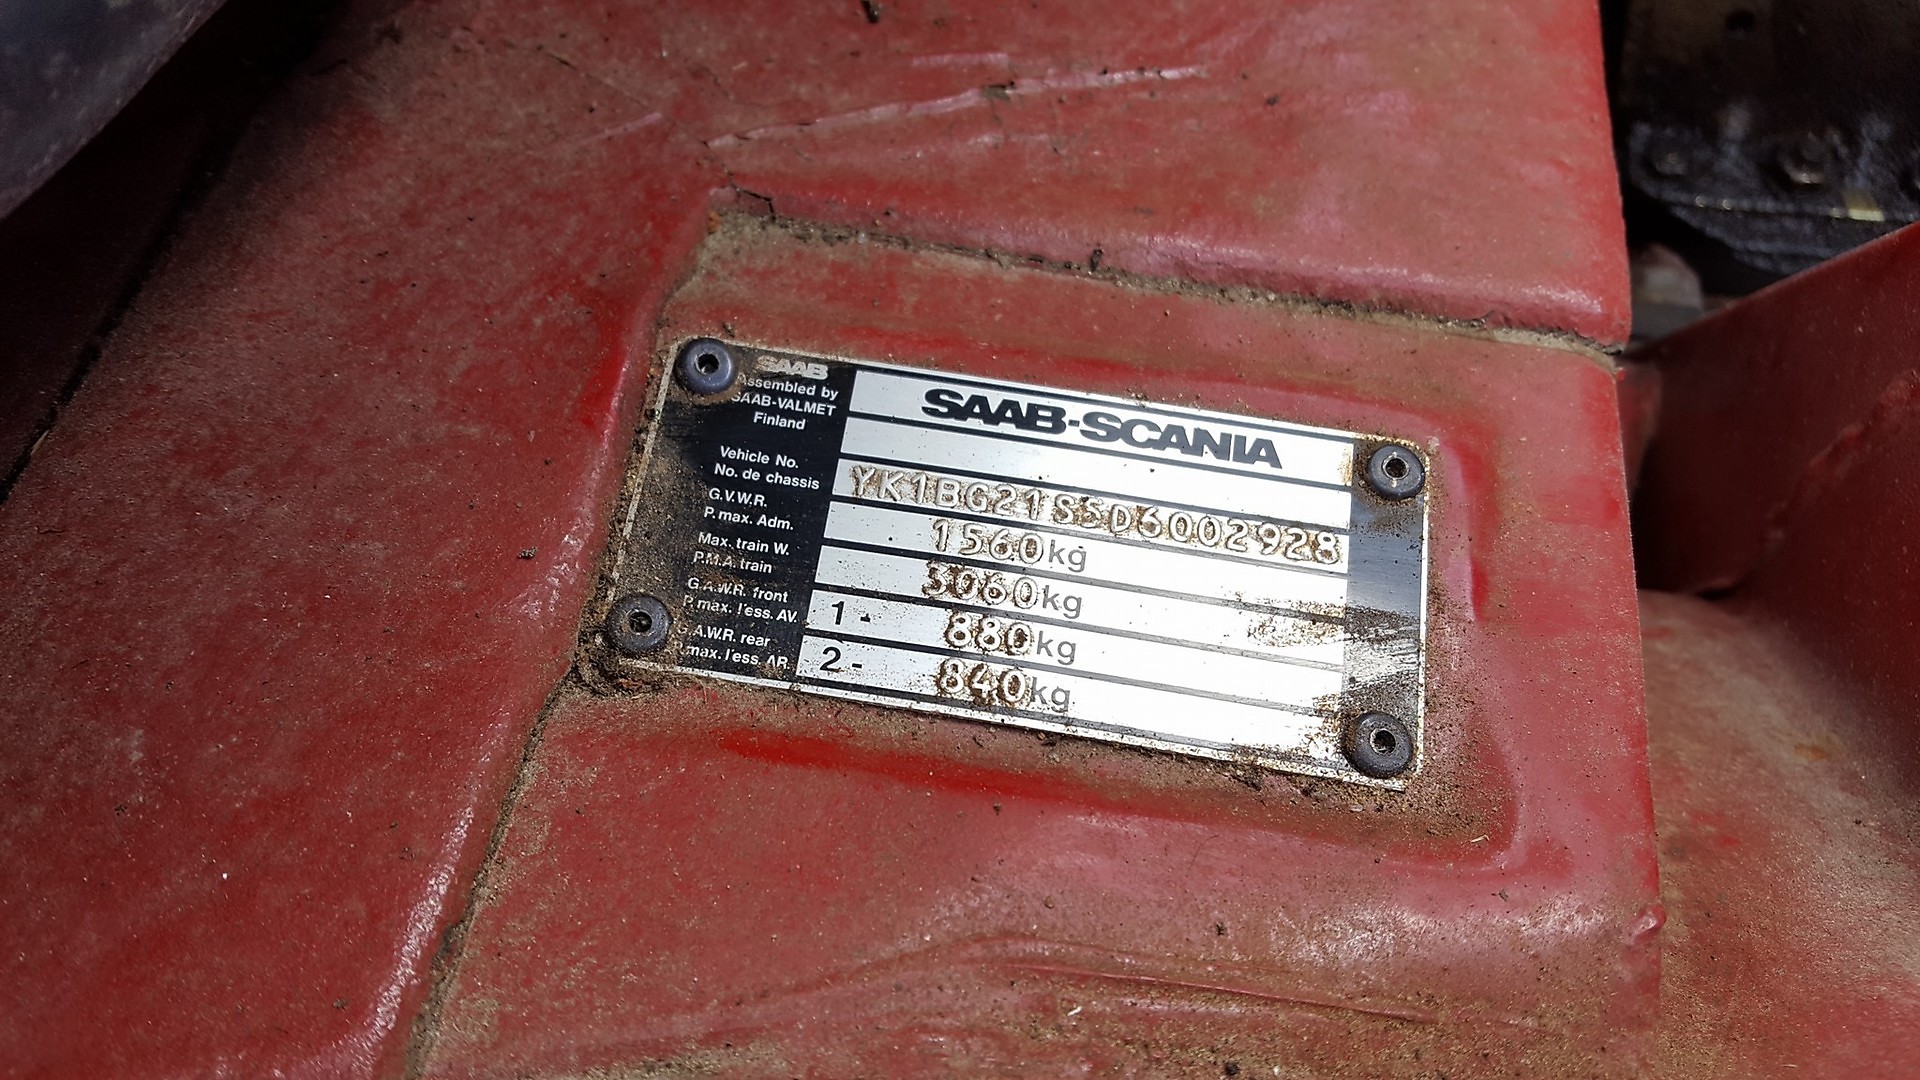 SAAB
Assembled by
SAAB-VALMET
Finland
SAAB-SCANIA
Vehicle No.
No. de chassis
YK1BG21S5D6002928
G.V.W.R.
P. max. Adm.
1560kg
Max. train W.
P.M.A. train
3060kg
G.A.W.R. front
P. max. l'ess. AV.
1- 880kg
G.A.W.R. rear
P. max. l'ess. AR.
2- 840kg